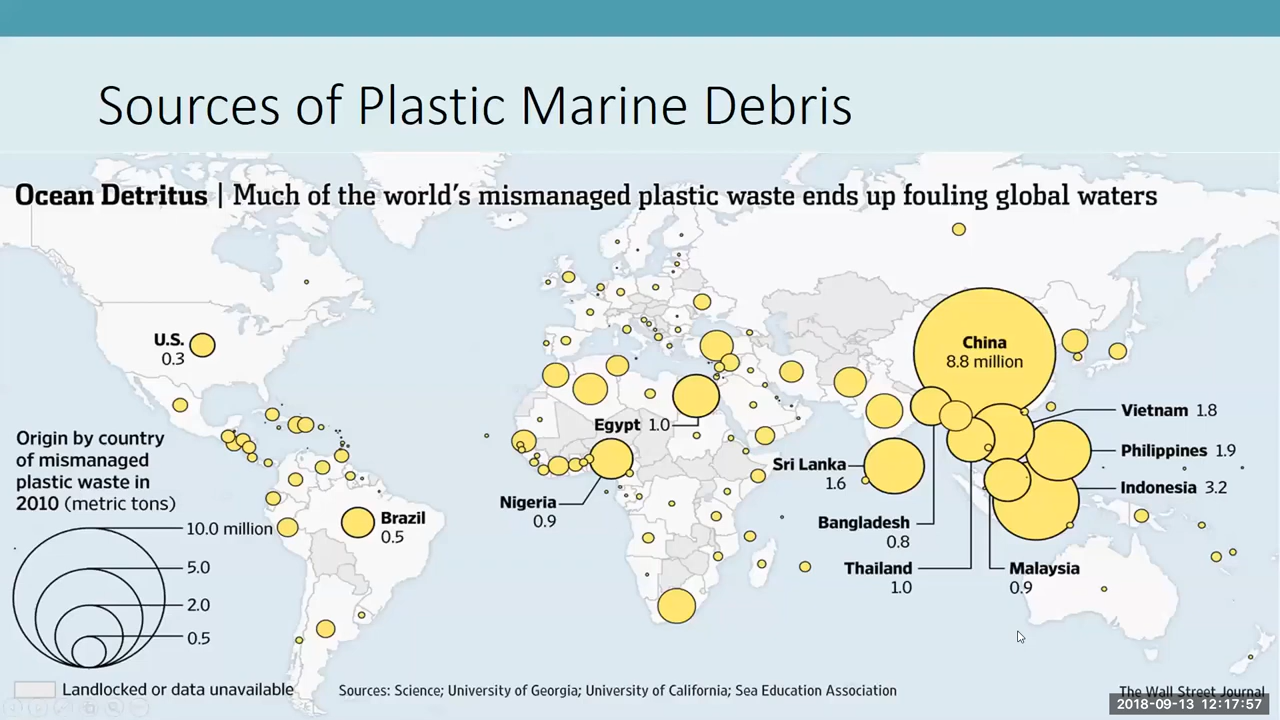 Sources of Plastic Marine Debris
Ocean Detritus | Much of the world's mismanaged plastic waste ends up fouling global waters
U.S.
0.3
China
8.8 million
Egypt 1.0
Vietnam 1.8
Philippines 1.9
Indonesia 3.2
Sri Lanka
1.6
Nigeria
0.9
Brazil
0.5
Bangladesh
0.8
Thailand
1.0
Malaysia
0.9
Origin by country
of mismanaged
plastic waste in
2010 (metric tons)
10.0 million
5.0
2.0
0.5
Landlocked or data unavailable
Sources: Science; University of Georgia; University of California; Sea Education Association
The Wall Street Journal
2018-09-13 12:17:57